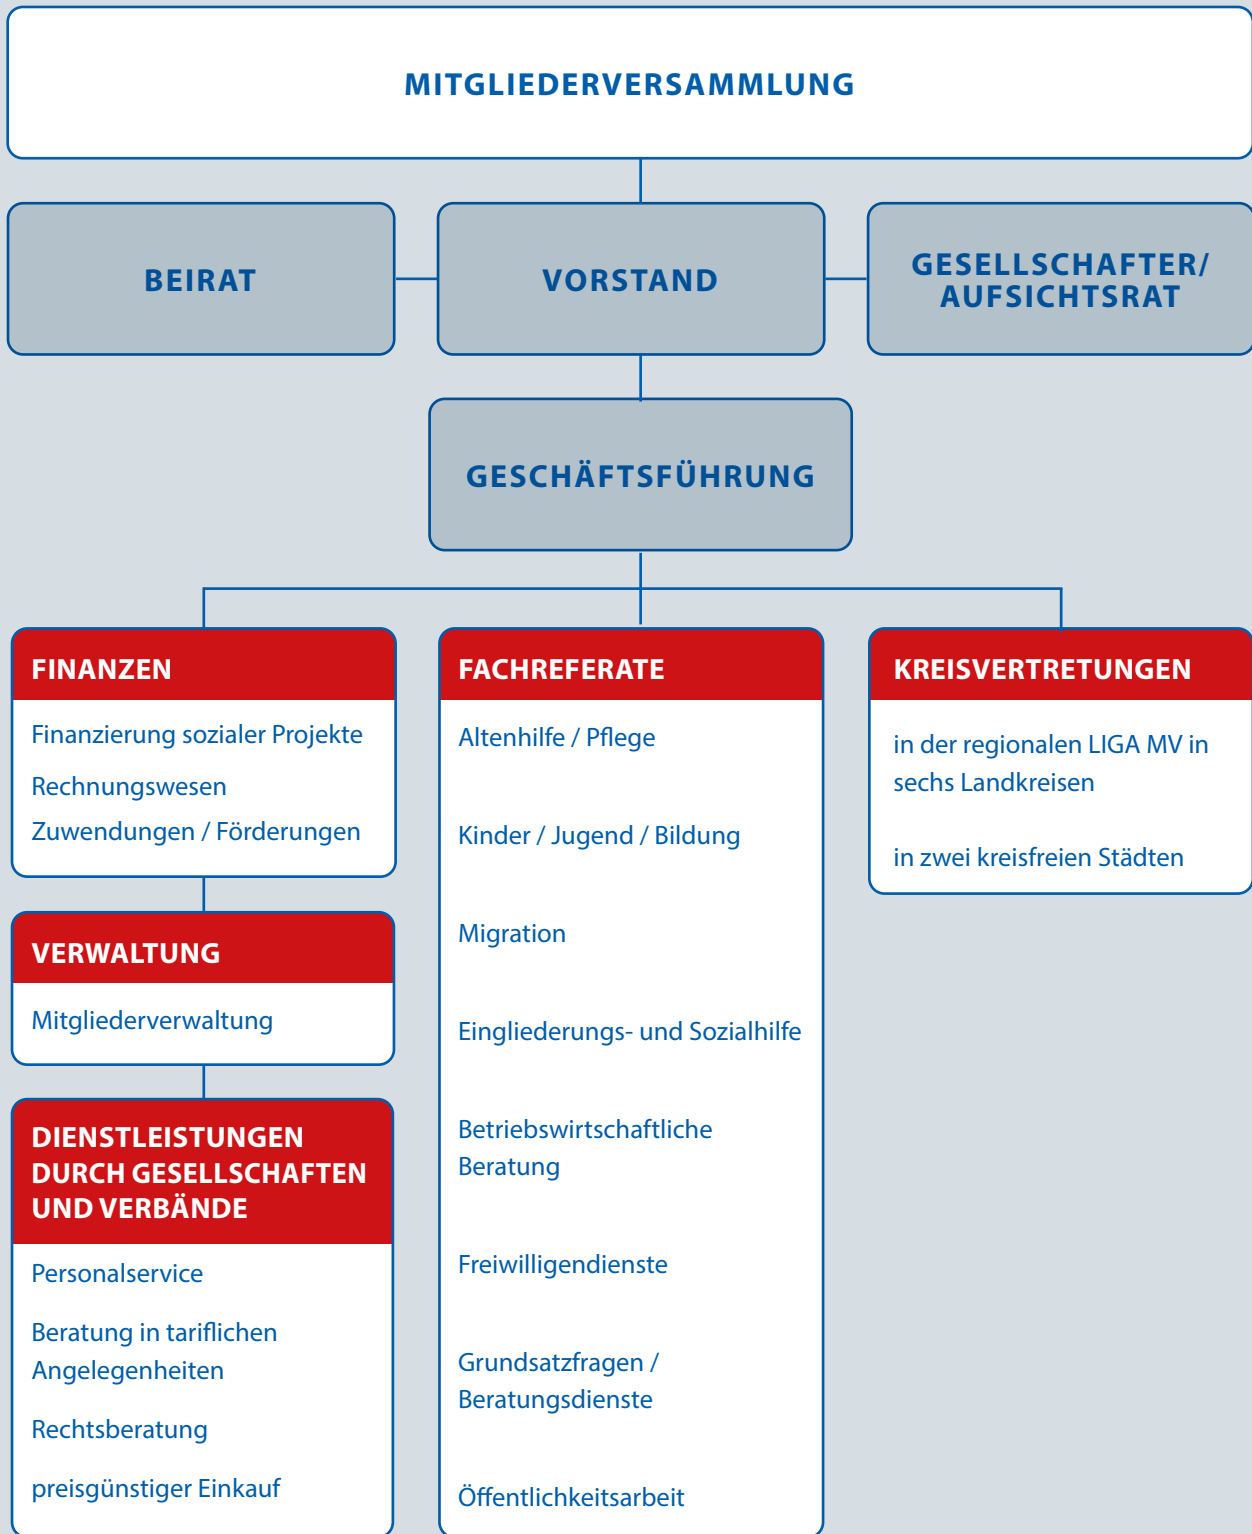 MITGLIEDERVERSAMMLUNG
BEIRAT
VORSTAND
GESELLSCHAFTER/
AUFSICHTSRAT
GESCHÄFTSFÜHRUNG
FINANZEN
Finanzierung sozialer Projekte
Rechnungswesen
Zuwendungen / Förderungen
VERWALTUNG
Mitgliederverwaltung
DIENSTLEISTUNGEN
DURCH GESELLSCHAFTEN
UND VERBÄNDE
Personalservice
Beratung in tariflichen
Angelegenheiten
Rechtsberatung
preisgünstiger Einkauf
FACHREFERATE
Altenhilfe / Pflege
Kinder / Jugend / Bildung
Migration
Eingliederungs- und Sozialhilfe
Betriebswirtschaftliche
Beratung
Freiwilligendienste
Grundsatzfragen /
Beratungsdienste
Öffentlichkeitsarbeit
KREISVERTRETUNGEN
in der regionalen LIGA MV in
sechs Landkreisen
in zwei kreisfreien Städten